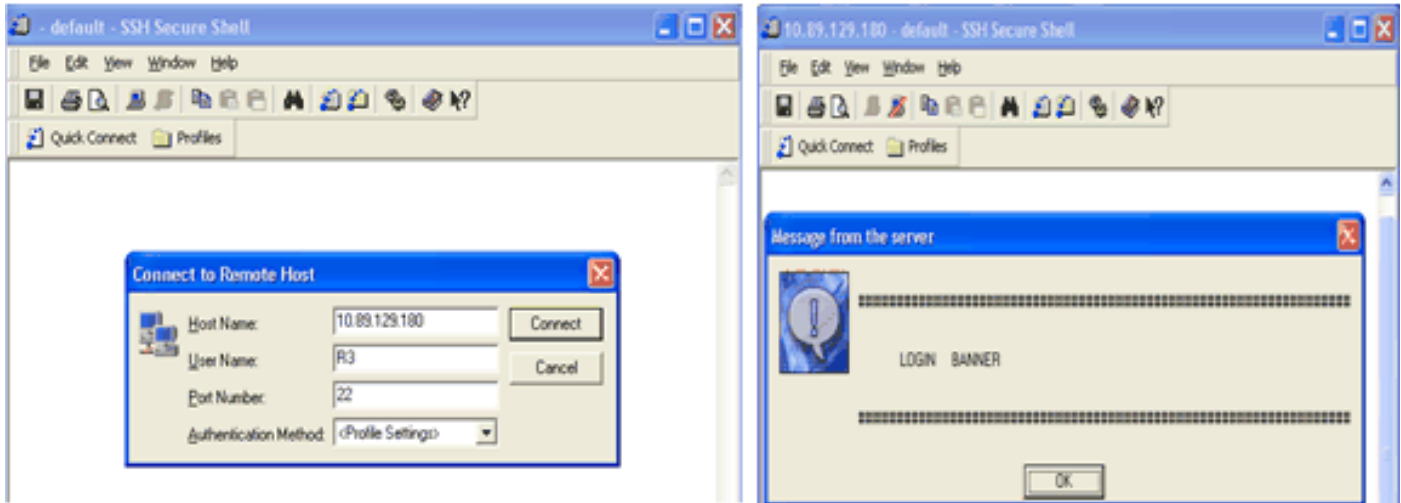 - default - SSH Secure Shell
File Edit View Window Help
Quick Connect Profiles
Connect to Remote Host
Host Name: 10.89.129.180
Connect
User Name: R3
Cancel
Port Number: 22
Authentication Method: <Profile Settings>
10.89.129.180 - default - SSH Secure Shell
File Edit View Window Help
Quick Connect Profiles
Message from the server
LOGIN BANNER
OK